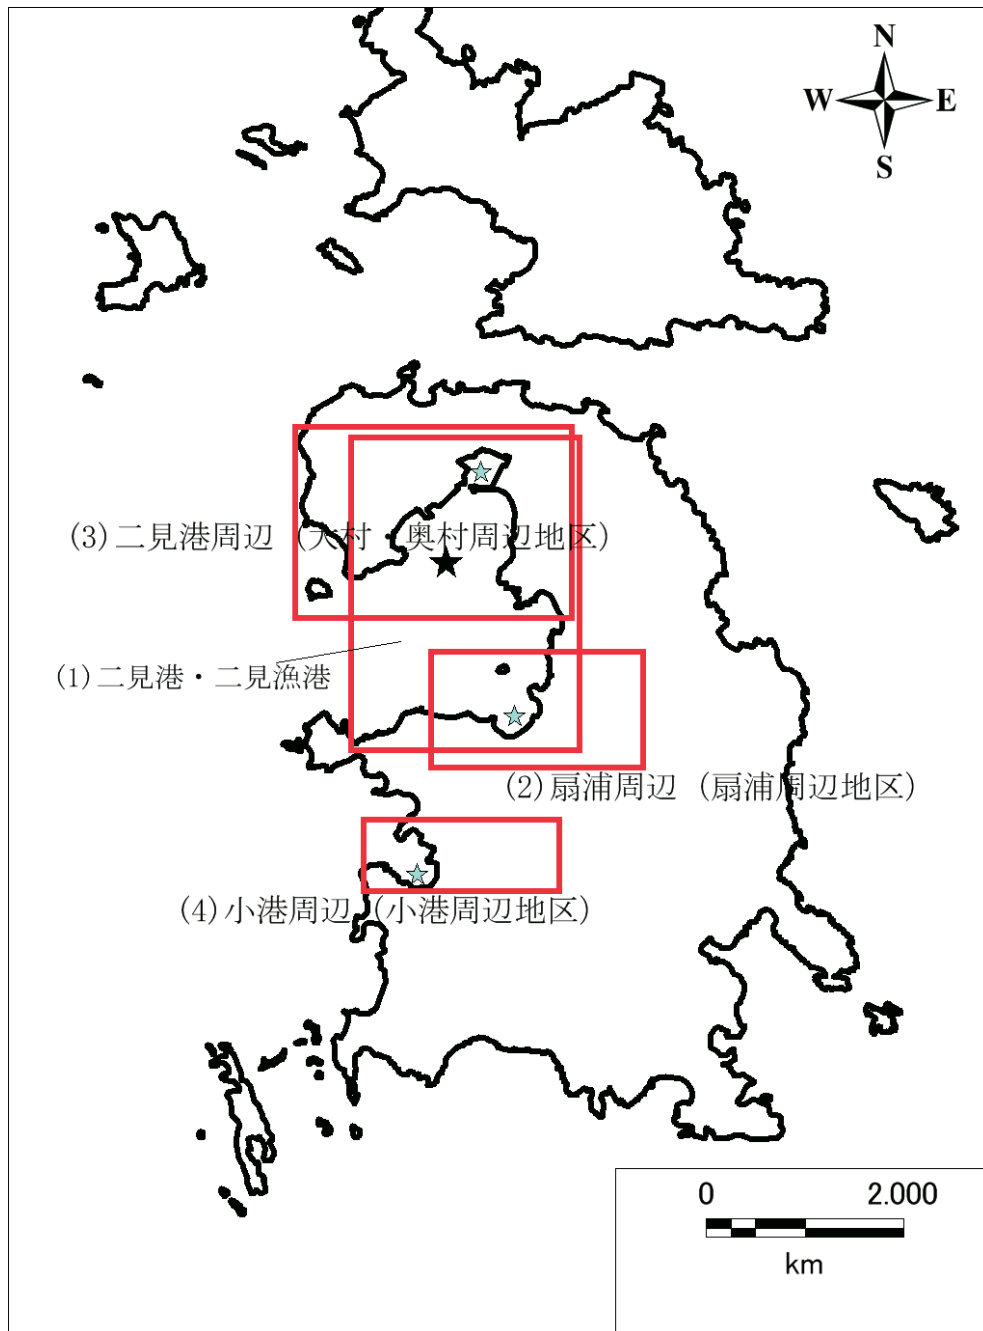 N
W E
S
(3)二見港周辺（大村・奥村周辺地区）
(1)二見港・二見漁港
(2)扇浦周辺（扇浦周辺地区）
(4)小港周辺（小港周辺地区）
0 2.000
km